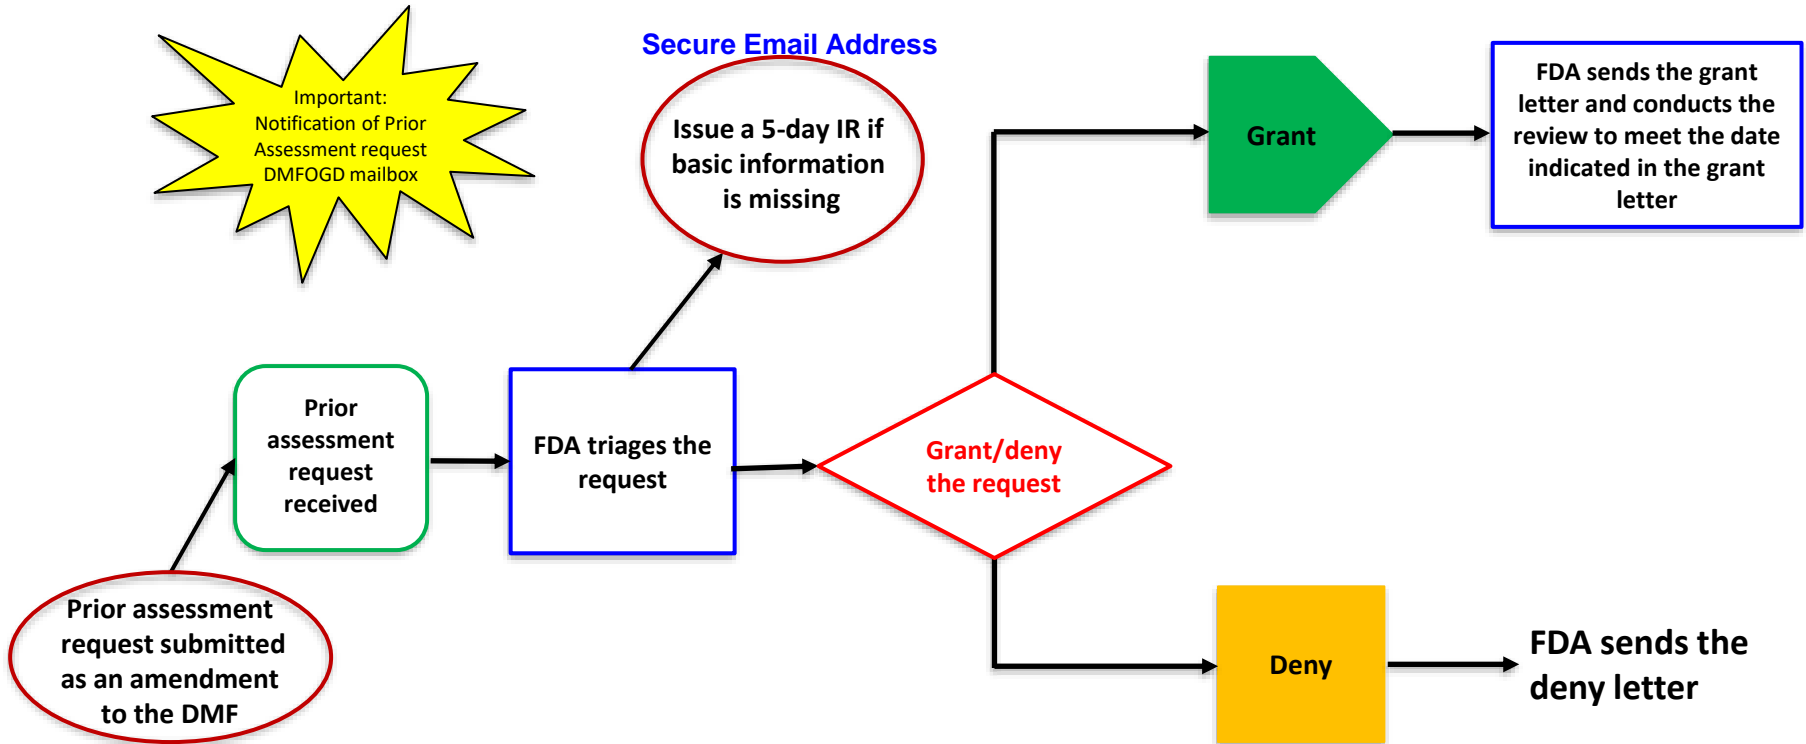 Important:
Notification of Prior
Assessment request
DMFOGD mailbox
Secure Email Address
Issue a 5-day IR if
basic information
is missing
Grant
FDA sends the grant
letter and conducts the
review to meet the date
indicated in the grant
letter
Prior
assessment
request
received
FDA triages the
request
Grant/deny
the request
Prior assessment
request submitted
as an amendment
to the DMF
Deny
FDA sends the
deny letter